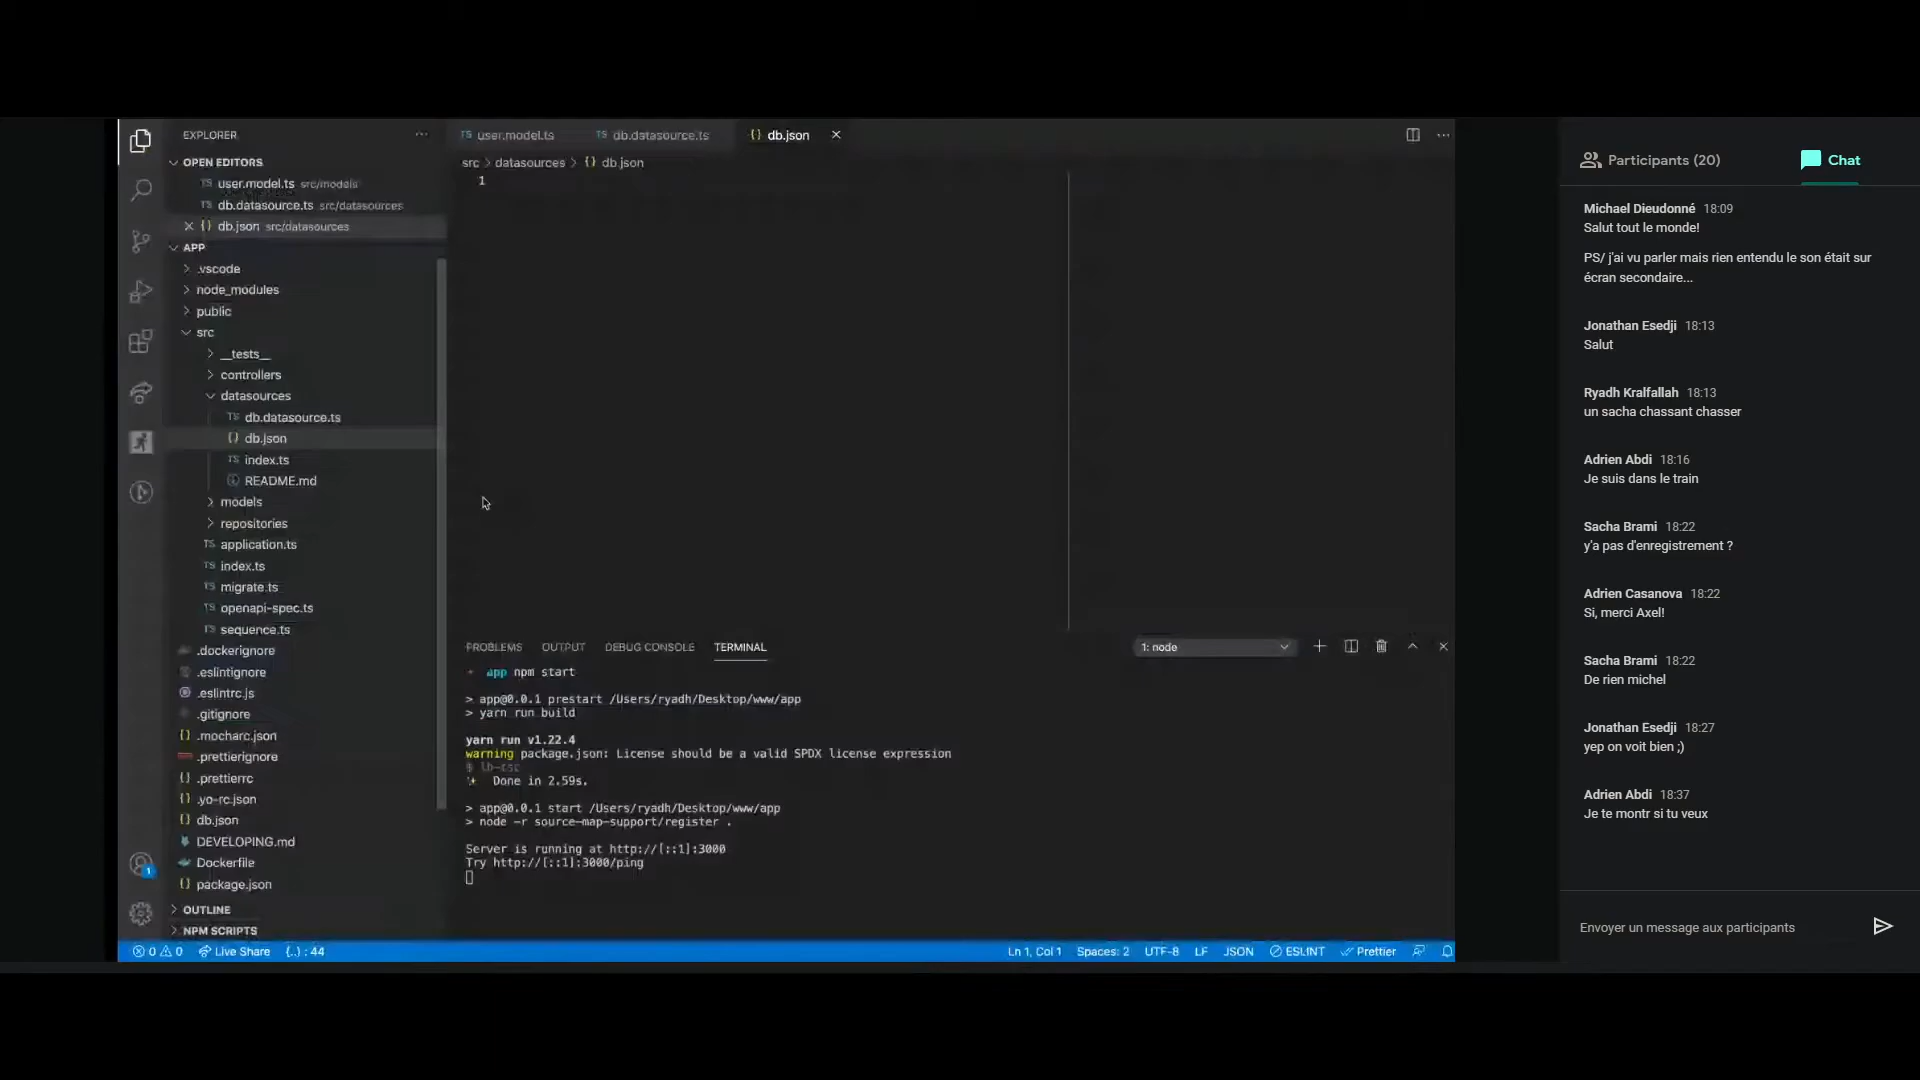 EXPLORER
OPEN EDITORS
user.model.ts src/models
db.datasource.ts src/datasources
db.json src/datasources
APP
.vscode
node_modules
public
src
__tests__
controllers
datasources
TS db.datasource.ts
{} db.json
TS index.ts
README.md
models
repositories
TS application.ts
TS index.ts
TS migrate.ts
TS openapi-spec.ts
TS sequence.ts
.dockerignore
.eslintignore
.eslintrc.js
.gitignore
{} .mocharc.json
.prettierignore
{} .prettierrc
{} .yo-rc.json
{} db.json
DEVELOPING.md
Dockerfile
{} package.json
OUTLINE
NPM SCRIPTS
1
TS user.model.ts TS db.datasource.ts {} db.json
src > datasources > {} db.json
1
PROBLEMS OUTPUT DEBUG CONSOLE TERMINAL
1: node
app npm start
> app@0.0.1 prestart /Users/ryadh/Desktop/www/app
> yarn run build
yarn run v1.22.4
warning package.json: License should be a valid SPDX license expression
$ lb-tsc
Done in 2.59s.
> app@0.0.1 start /Users/ryadh/Desktop/www/app
> node -r source-map-support/register .
Server is running at http://[::1]:3000
Try http://[::1]:3000/ping
0 0 Live Share {..} : 44
Ln 1, Col 1 Spaces: 2 UTF-8 LF JSON ESLINT Prettier
Participants (20) Chat
Michael Dieudonné 18:09
Salut tout le monde!
PS/ j'ai vu parler mais rien entendu le son était sur
écran secondaire...
Jonathan Esedji 18:13
Salut
Ryadh Kralfallah 18:13
un sacha chassant chasser
Adrien Abdi 18:16
Je suis dans le train
Sacha Brami 18:22
y'a pas d'enregistrement ?
Adrien Casanova 18:22
Si, merci Axel!
Sacha Brami 18:22
De rien michel
Jonathan Esedji 18:27
yep on voit bien ;)
Adrien Abdi 18:37
Je te montr si tu veux
Envoyer un message aux participants